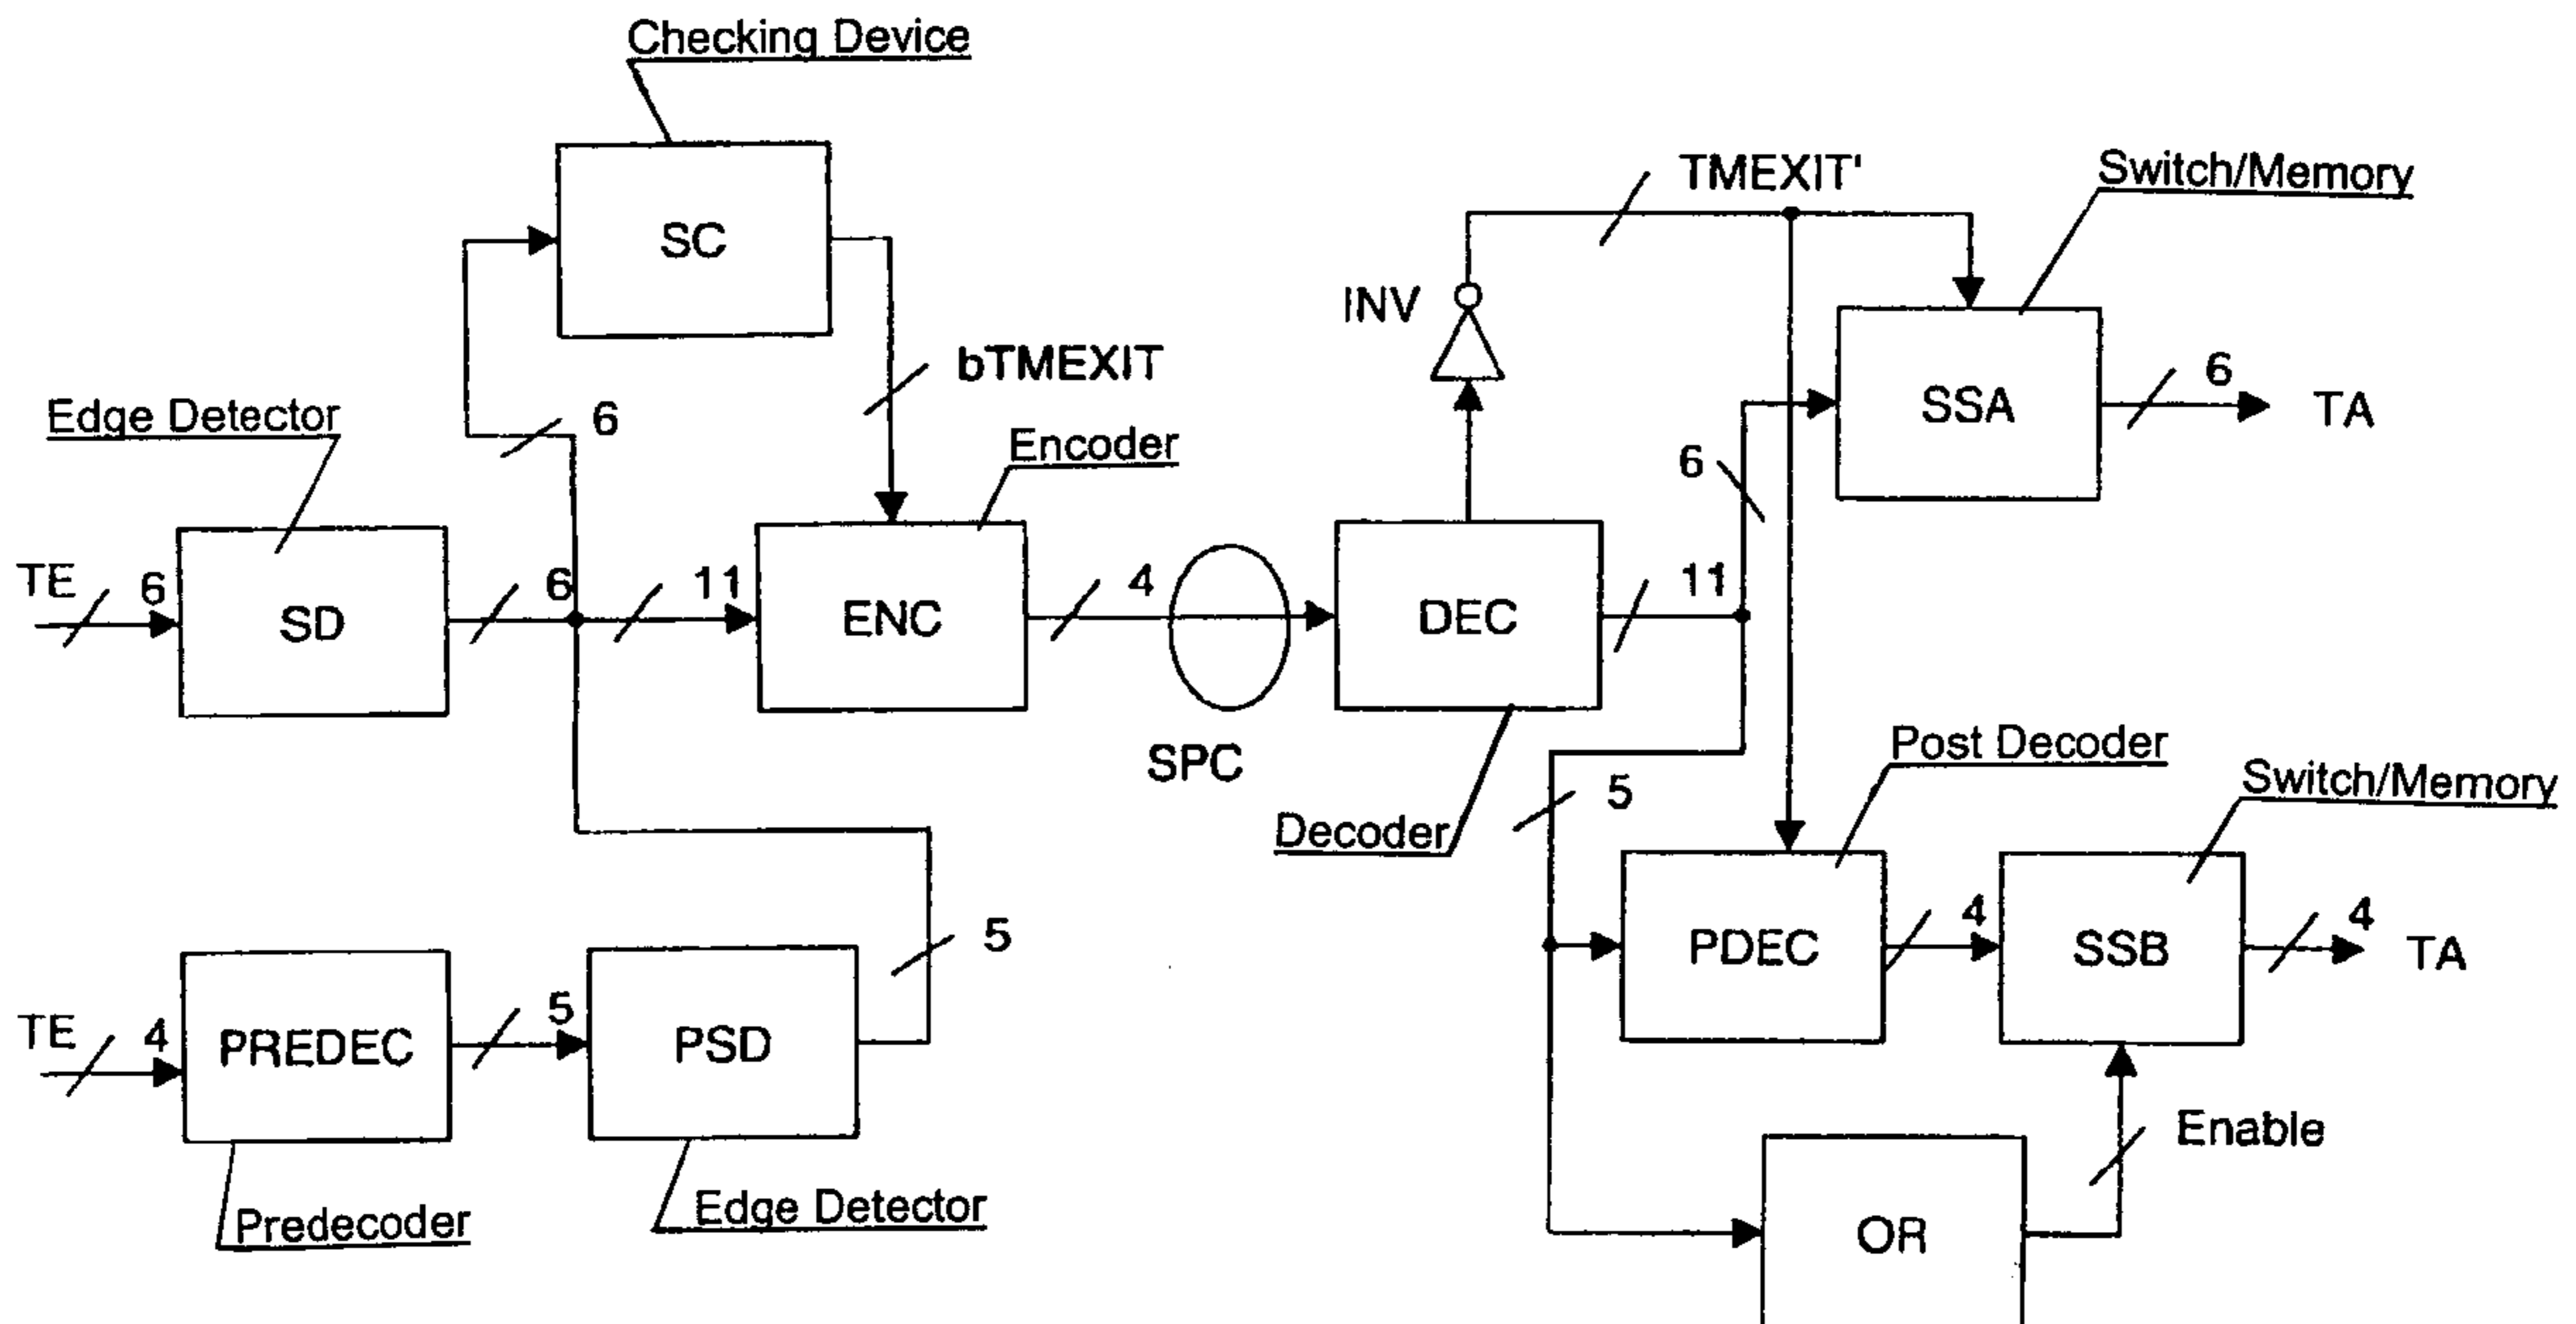 Checking Device
SC
bTMEXIT
6
Edge Detector
Encoder
TE
6
SD
6
11
ENC
4
SPC
TE
4
PREDEC
5
PSD
5
Predecoder
Edge Detector
TMEXIT'
INV
Switch/Memory
SSA
6
TA
6
DEC
11
Decoder
5
Post Decoder
Switch/Memory
PDEC
4
SSB
4
TA
Enable
OR